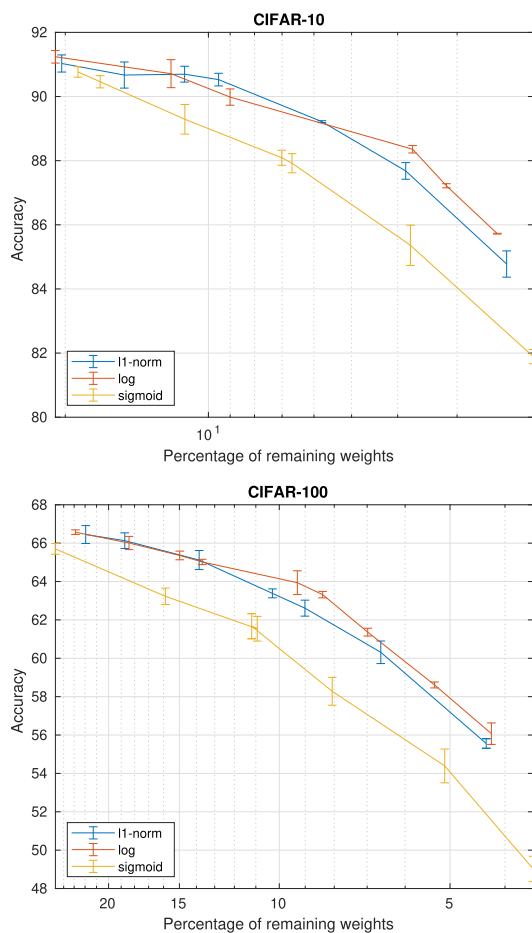 CIFAR-10
92
90
88
86
84
82
80
Accuracy
l1-norm
log
sigmoid
10^1
Percentage of remaining weights
CIFAR-100
68
66
64
62
60
58
56
54
52
50
48
Accuracy
l1-norm
log
sigmoid
20 15 10 5
Percentage of remaining weights